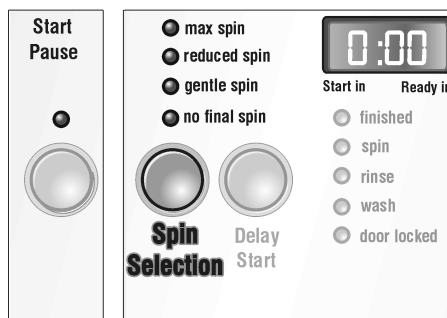 Start
Pause
max spin
reduced spin
gentle spin
no final spin
Spin
Selection
Delay
Start
0:00
Start in Ready in
finished
spin
rinse
wash
door locked